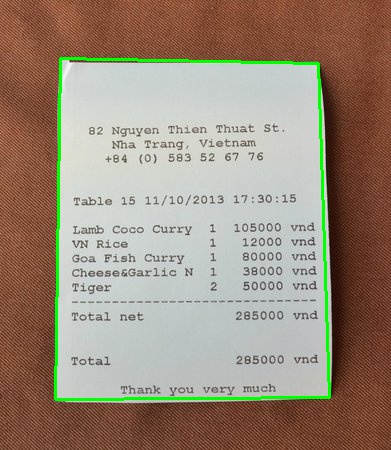 82 Nguyen Thien Thuat St.
Nha Trang, Vietnam
+84 (0) 583 52 67 76
Table 15 11/10/2013 17:30:15
Lamb Coco Curry 1 105000 vnd
VN Rice 1 12000 vnd
Goa Fish Curry 1 80000 vnd
Cheese&Garlic N 1 38000 vnd
Tiger 2 50000 vnd
--------------------------------
Total net 285000 vnd
Total 285000 vnd
Thank you very much